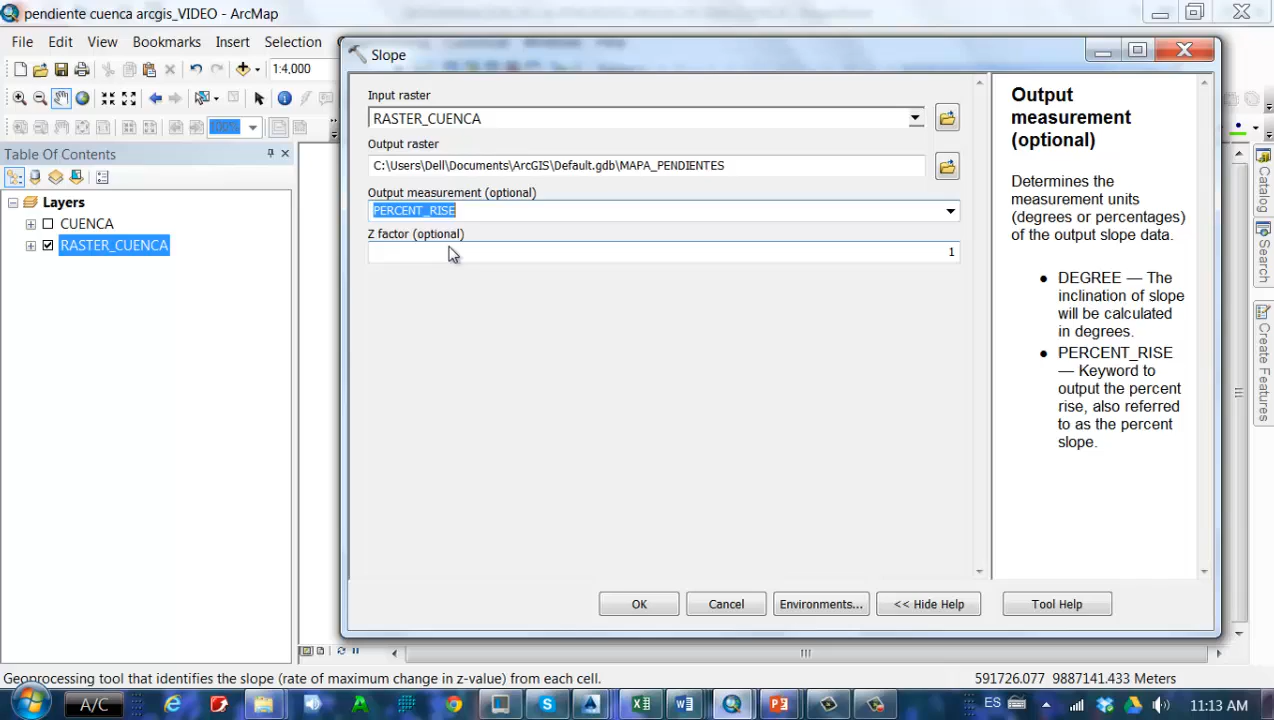 pendiente cuenca arcgis_VIDEO - ArcMap
File Edit View Bookmarks Insert Selection
1:4,000
100%
Table Of Contents
Layers
CUENCA
RASTER_CUENCA
Slope
Input raster
RASTER_CUENCA
Output raster
C:\Users\Dell\Documents\ArcGIS\Default.gdb\MAPA_PENDIENTES
Output measurement (optional)
PERCENT_RISE
Z factor (optional)
1
OK Cancel Environments... << Hide Help Tool Help
Output
measurement
(optional)
Determines the
measurement units
(degrees or percentages)
of the output slope data.
DEGREE — The
inclination of slope
will be calculated
in degrees.
PERCENT_RISE
— Keyword to
output the percent
rise, also referred
to as the percent
slope.
Catalog
Search
Create Features
Geoprocessing tool that identifies the slope (rate of maximum change in z-value) from each cell.
591726.077 9887141.433 Meters
A/C
ES
11:13 AM